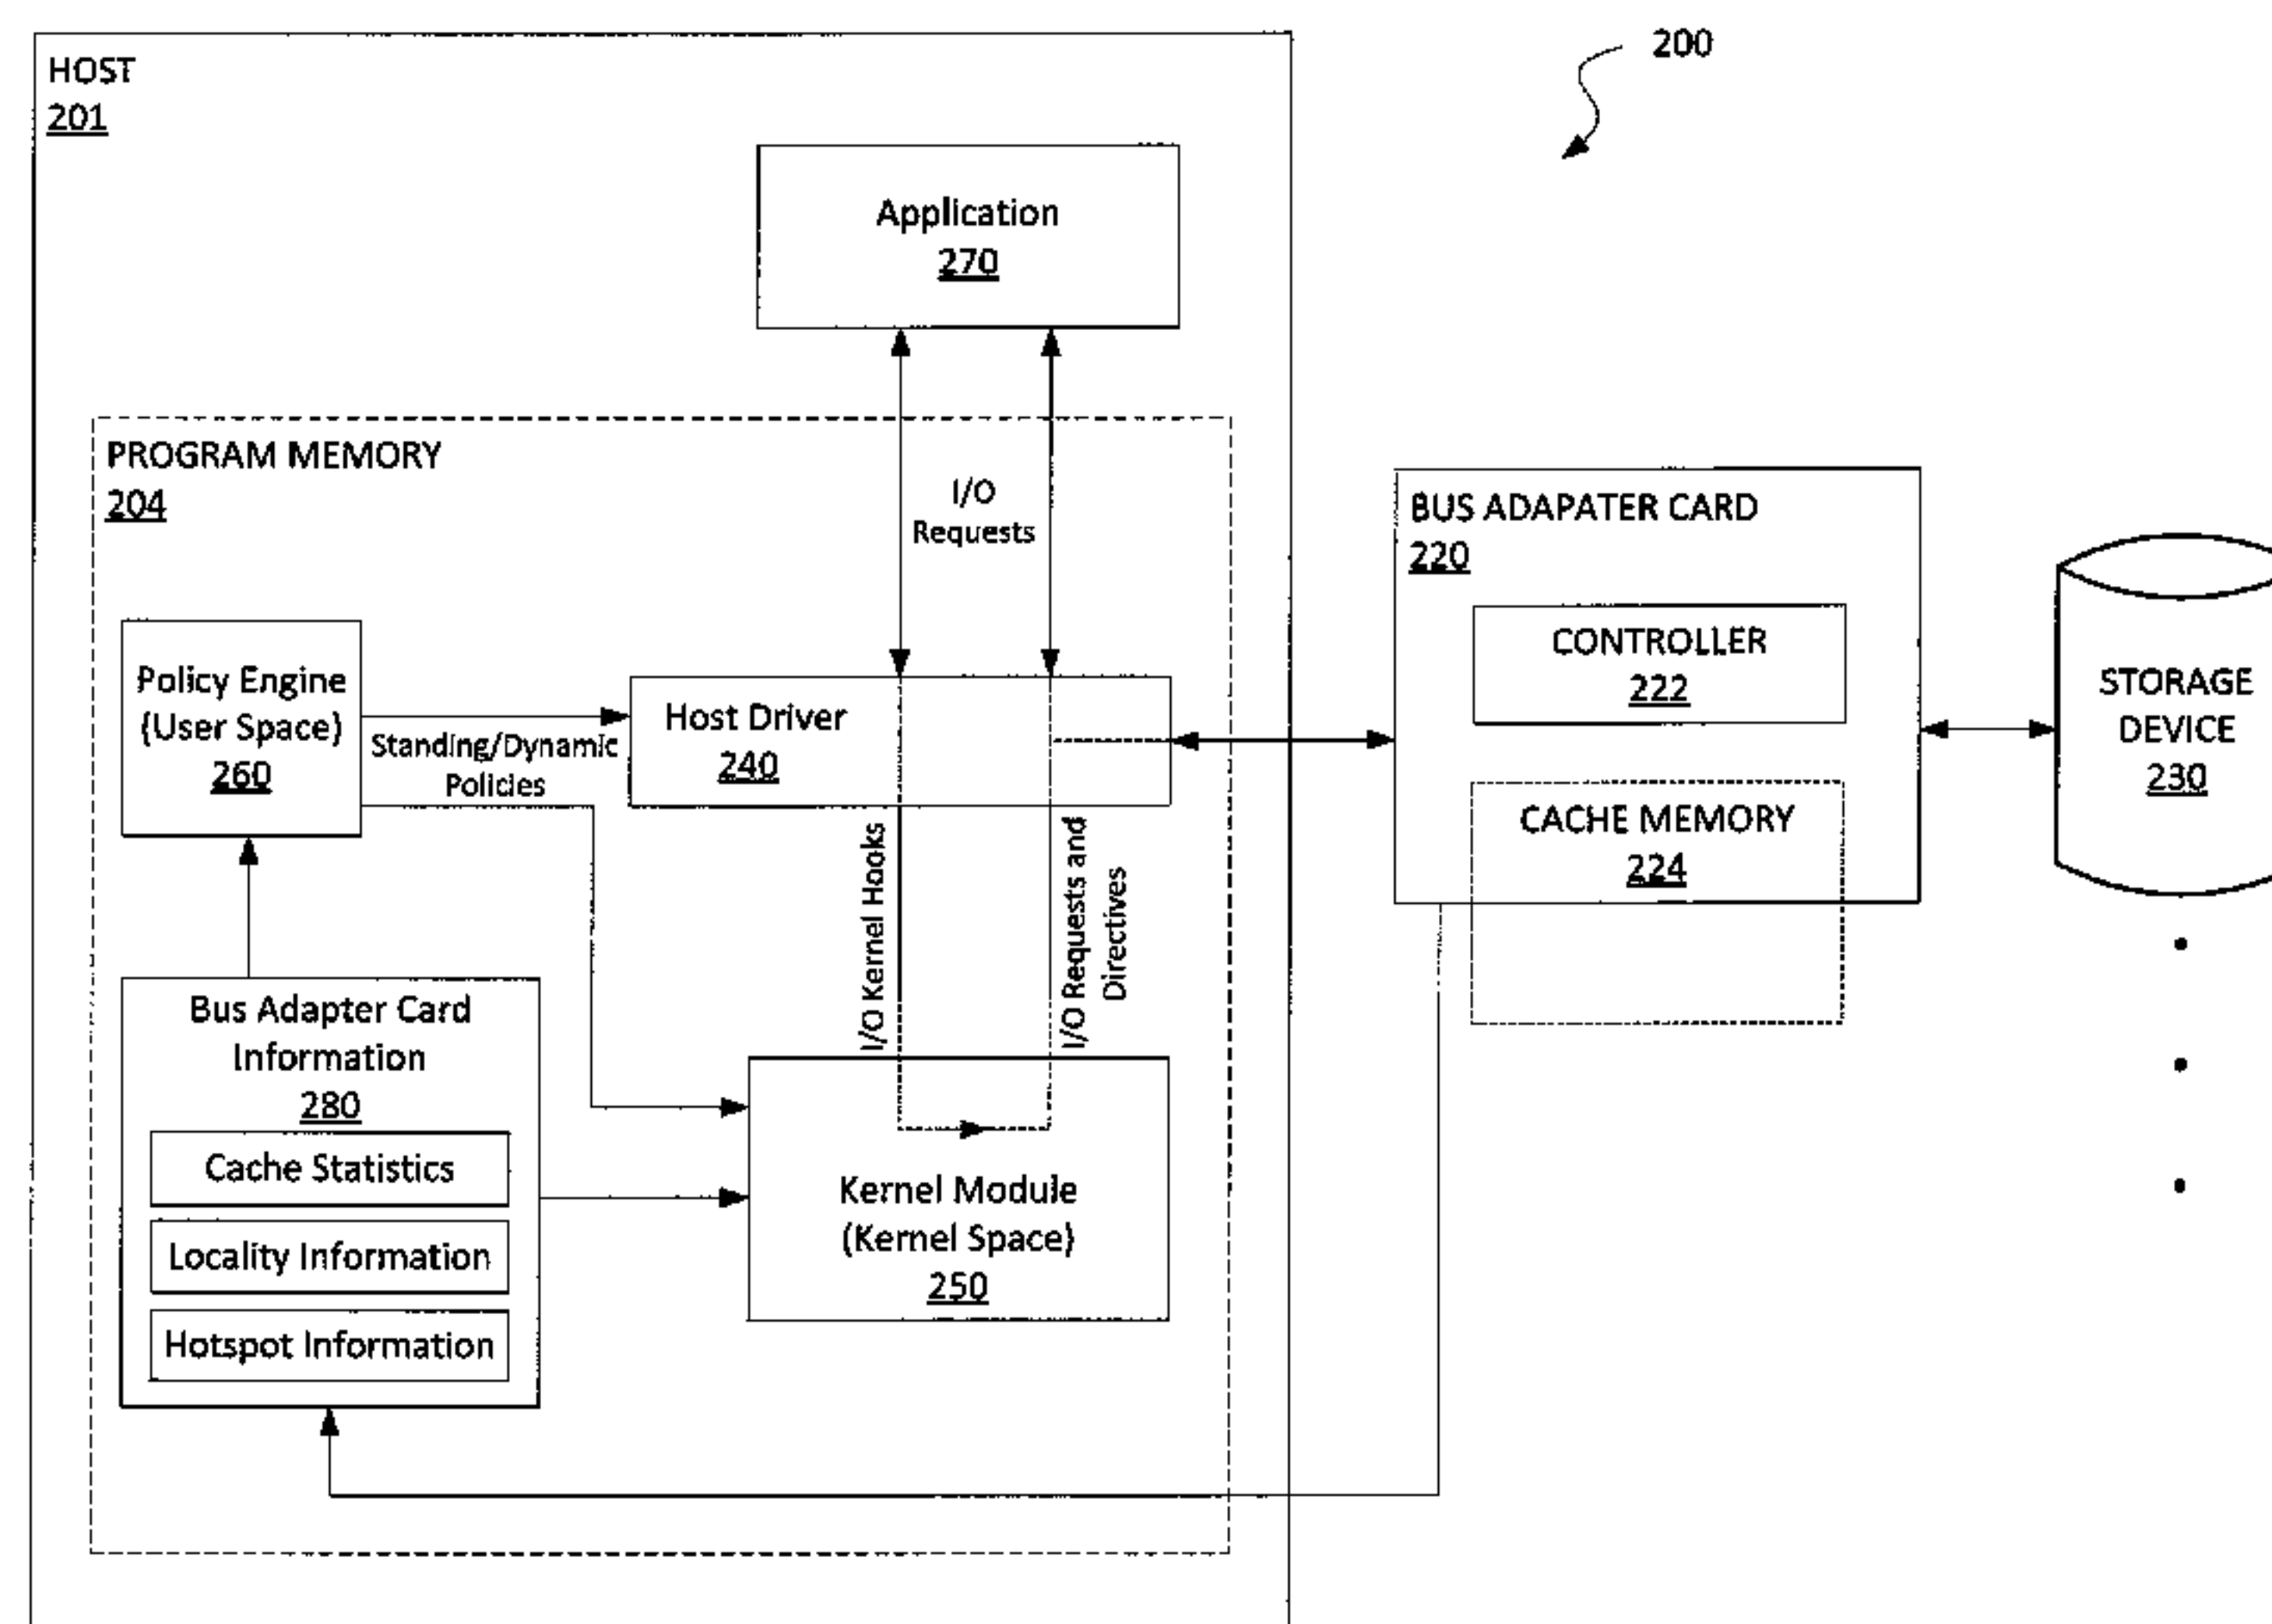 200
HOST
201
Application
270
PROGRAM MEMORY
204
I/O
Requests
BUS ADAPATER CARD
220
CONTROLLER
222
CACHE MEMORY
224
STORAGE
DEVICE
230
Policy Engine
(User Space)
260
Standing/Dynamic
Policies
Host Driver
240
I/O Kernel Hooks
I/O Requests and
Directives
Bus Adapter Card
Information
280
Cache Statistics
Locality Information
Hotspot Information
Kernel Module
(Kernel Space)
250